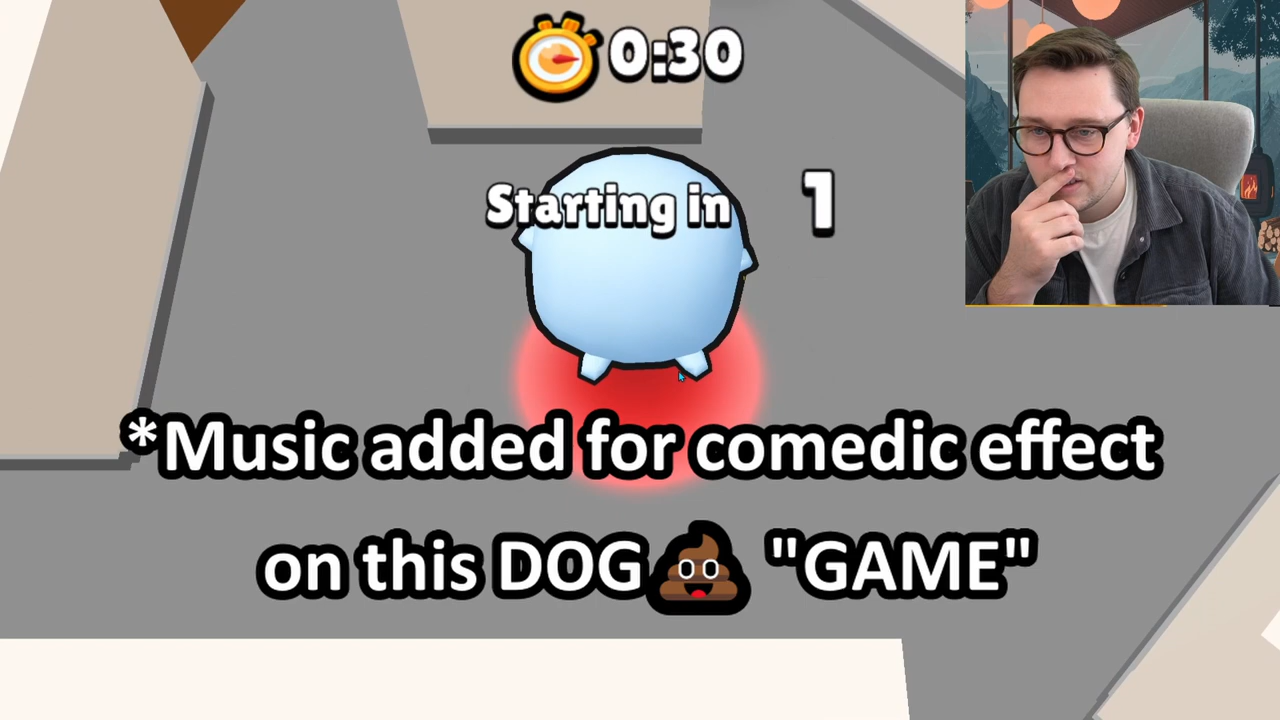 0:30
Starting in 1
*Music added for comedic effect
on this DOG💩 "GAME"